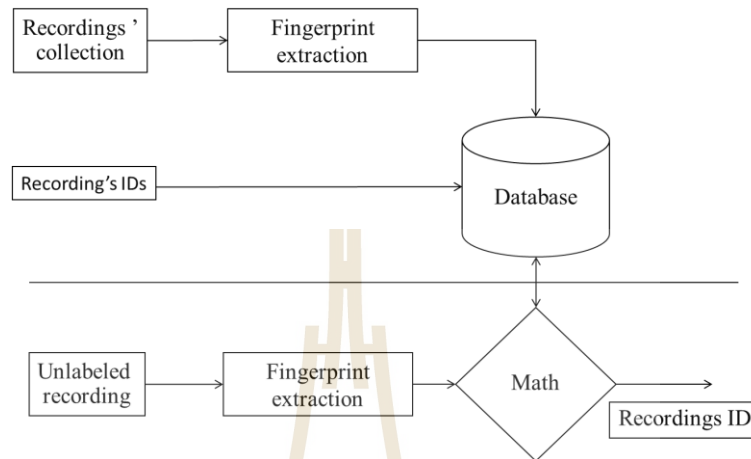 Recordings ’
collection
Fingerprint
extraction
Recording’s IDs
Database
Unlabeled
recording
Fingerprint
extraction
Math
Recordings ID